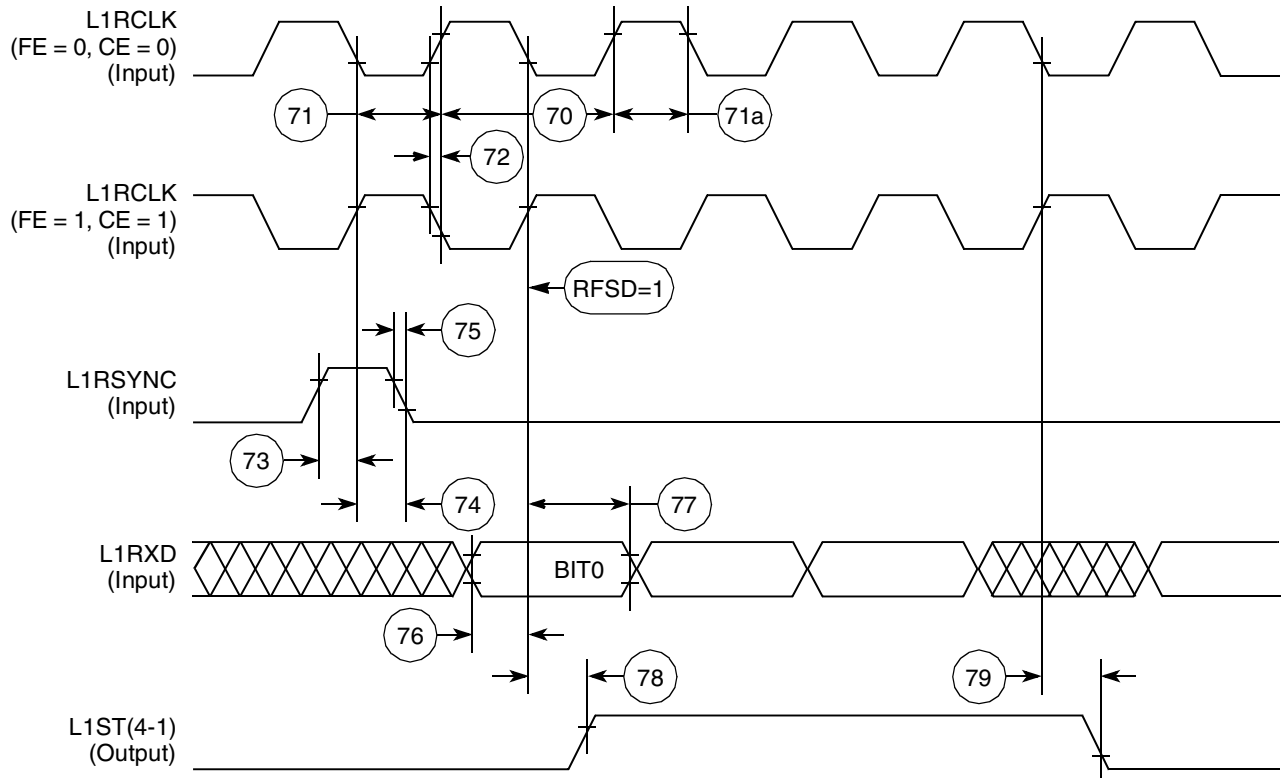 L1RCLK
(FE = 0, CE = 0)
(Input)
71
70
71a
72
L1RCLK
(FE = 1, CE = 1)
(Input)
RFSD=1
75
L1RSYNC
(Input)
73
74
77
L1RXD
(Input)
BIT0
76
78
79
L1ST(4-1)
(Output)